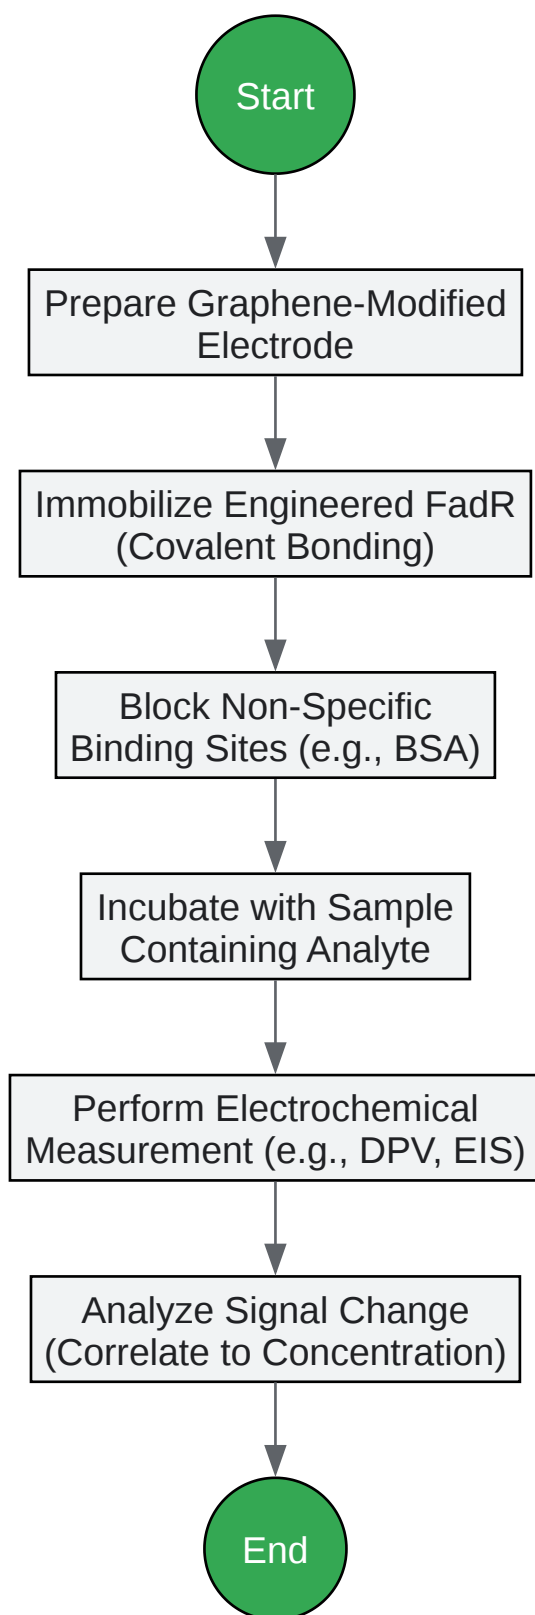 Start
Prepare Graphene-Modified
Electrode
Immobilize Engineered FadR
(Covalent Bonding)
Block Non-Specific
Binding Sites (e.g., BSA)
Incubate with Sample
Containing Analyte
Perform Electrochemical
Measurement (e.g., DPV, EIS)
Analyze Signal Change
(Correlate to Concentration)
End